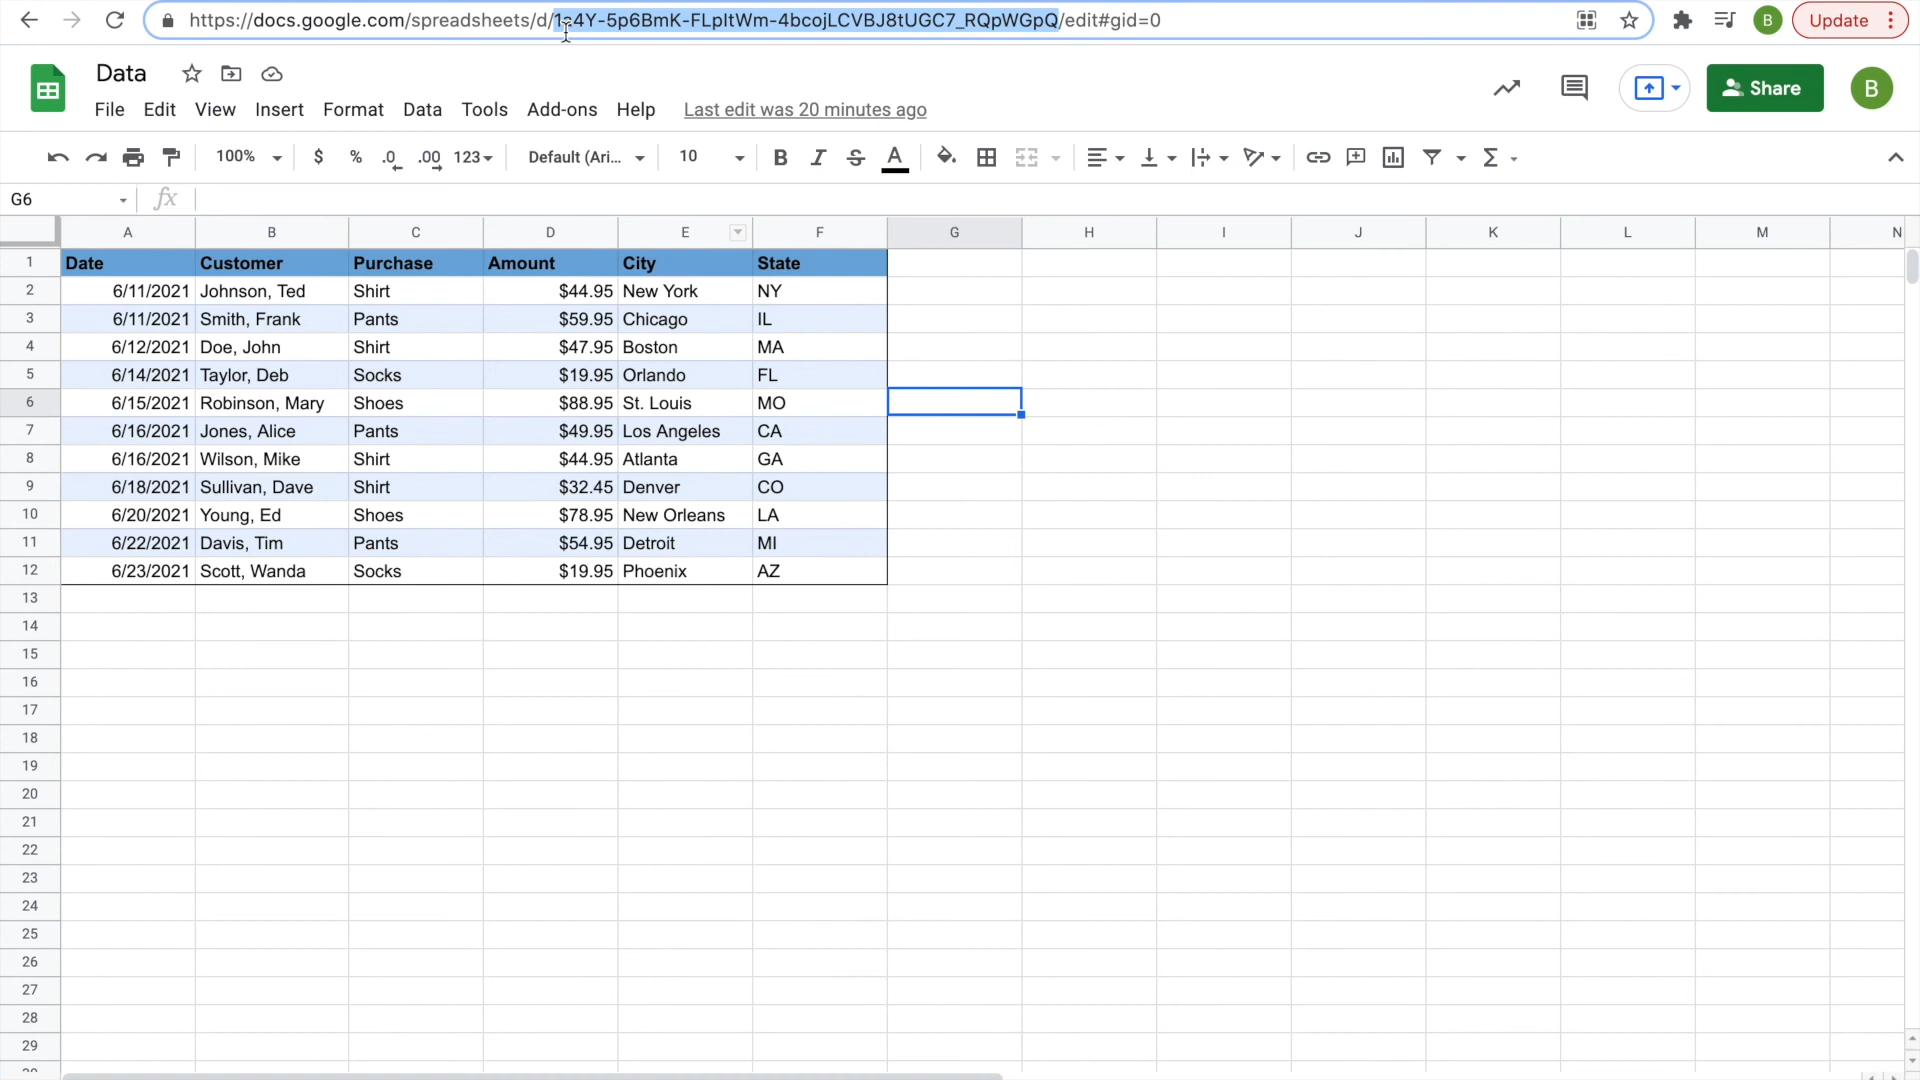 https://docs.google.com/spreadsheets/d/1s4Y-5p6BmK-FLpItWm-4bcojLCVBJ8tUGC7_RQpWGpQ/edit#gid=0
B
Update
Data
File Edit View Insert Format Data Tools Add-ons Help Last edit was 20 minutes ago
Share
B
100% $ % .0 .00 123 Default (Ari... 10 B I S A Σ
G6 fx
A B C D E F G H I J K L M N
1 Date Customer Purchase Amount City State
2 6/11/2021 Johnson, Ted Shirt $44.95 New York NY
3 6/11/2021 Smith, Frank Pants $59.95 Chicago IL
4 6/12/2021 Doe, John Shirt $47.95 Boston MA
5 6/14/2021 Taylor, Deb Socks $19.95 Orlando FL
6 6/15/2021 Robinson, Mary Shoes $88.95 St. Louis MO
7 6/16/2021 Jones, Alice Pants $49.95 Los Angeles CA
8 6/16/2021 Wilson, Mike Shirt $44.95 Atlanta GA
9 6/18/2021 Sullivan, Dave Shirt $32.45 Denver CO
10 6/20/2021 Young, Ed Shoes $78.95 New Orleans LA
11 6/22/2021 Davis, Tim Pants $54.95 Detroit MI
12 6/23/2021 Scott, Wanda Socks $19.95 Phoenix AZ
13
14
15
16
17
18
19
20
21
22
23
24
25
26
27
28
29